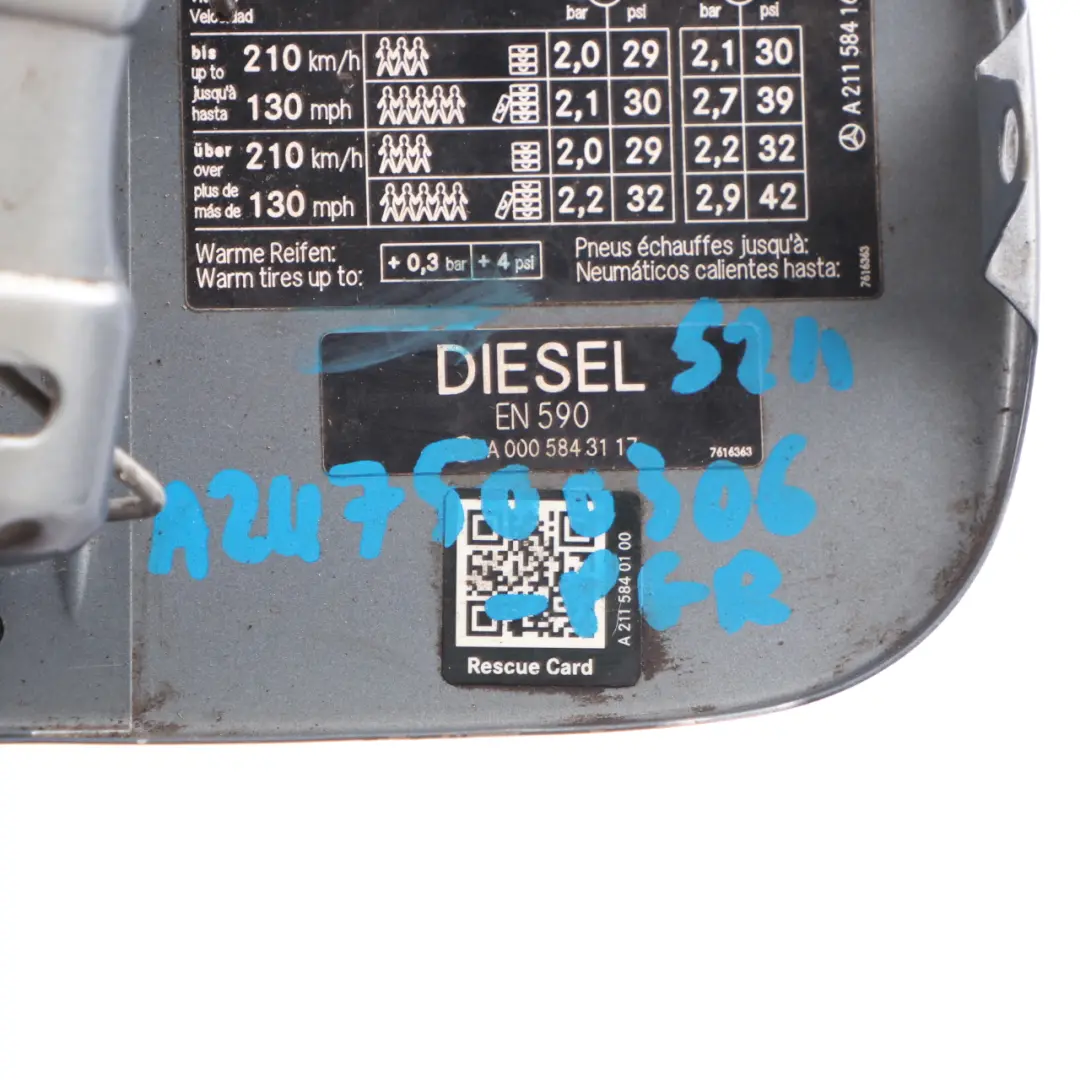 Velocidad
bar psi bar psi
bis
up to
jusqu'à
hasta
210 km/h 2,0 29 2,1 30
130 mph 2,1 30 2,7 39
über
over
plus de
más de
210 km/h 2,0 29 2,2 32
130 mph 2,2 32 2,9 42
Warme Reifen:
Warm tires up to:
+ 0,3 bar + 4 psi
Pneus échauffes jusqu'à:
Neumáticos calientes hasta:
7616363
A 211 584 16
DIESEL
EN 590
A 000 584 31 17
7616363
A2117500306
Rescue Card
A 211 584 01 00